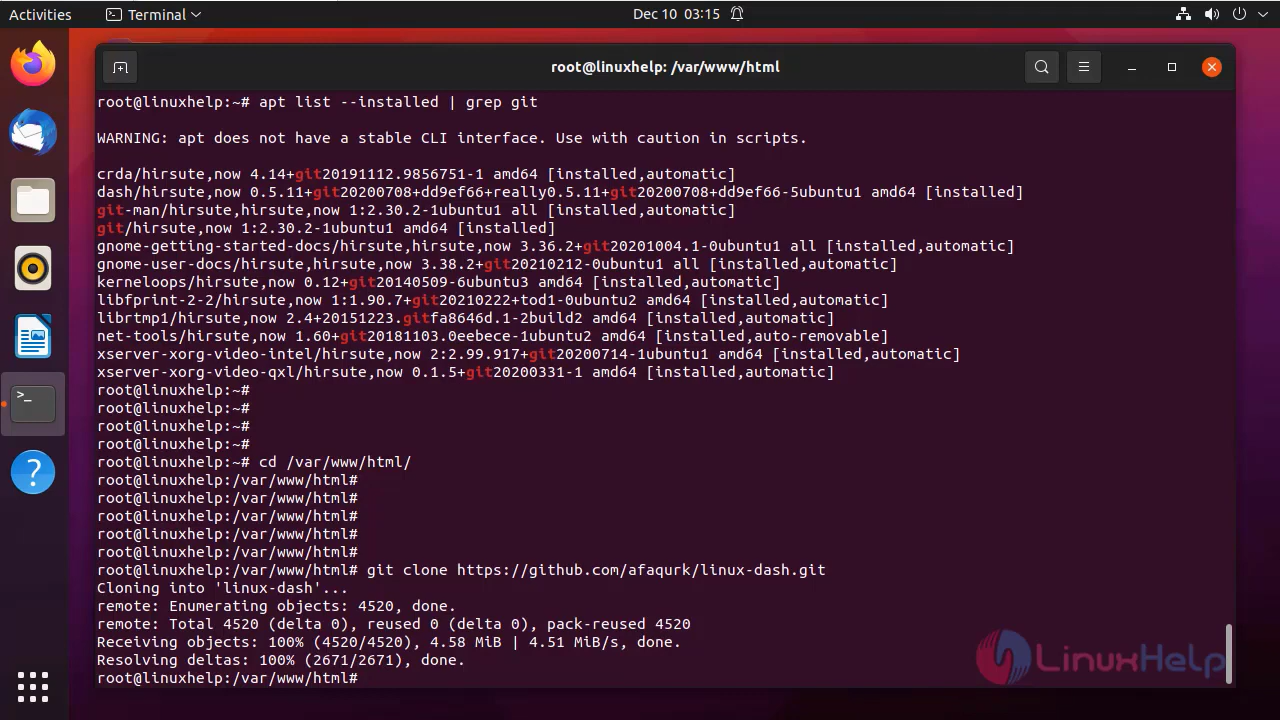 Activities
Terminal
Dec 10 03:15
root@linuxhelp: /var/www/html
root@linuxhelp:~# apt list --installed | grep git
WARNING: apt does not have a stable CLI interface. Use with caution in scripts.
crda/hirsute,now 4.14+git20191112.9856751-1 amd64 [installed,automatic]
dash/hirsute,now 0.5.11+git20200708+dd9ef66+really0.5.11+git20200708+dd9ef66-5ubuntu1 amd64 [installed]
git-man/hirsute,hirsute,now 1:2.30.2-1ubuntu1 all [installed,automatic]
git/hirsute,now 1:2.30.2-1ubuntu1 amd64 [installed]
gnome-getting-started-docs/hirsute,hirsute,now 3.36.2+git20201004.1-0ubuntu1 all [installed,automatic]
gnome-user-docs/hirsute,hirsute,now 3.38.2+git20210212-0ubuntu1 all [installed,automatic]
kerneloops/hirsute,now 0.12+git20140509-6ubuntu3 amd64 [installed,automatic]
libfprint-2-2/hirsute,now 1:1.90.7+git20210222+tod1-0ubuntu2 amd64 [installed,automatic]
librtmp1/hirsute,now 2.4+20151223.gitfa8646d.1-2build2 amd64 [installed,automatic]
net-tools/hirsute,now 1.60+git20181103.0eebece-1ubuntu2 amd64 [installed,auto-removable]
xserver-xorg-video-intel/hirsute,now 2:2.99.917+git20200714-1ubuntu1 amd64 [installed,automatic]
xserver-xorg-video-qxl/hirsute,now 0.1.5+git20200331-1 amd64 [installed,automatic]
root@linuxhelp:~#
root@linuxhelp:~#
root@linuxhelp:~#
root@linuxhelp:~#
root@linuxhelp:~# cd /var/www/html/
root@linuxhelp:/var/www/html#
root@linuxhelp:/var/www/html#
root@linuxhelp:/var/www/html#
root@linuxhelp:/var/www/html#
root@linuxhelp:/var/www/html#
root@linuxhelp:/var/www/html# git clone https://github.com/afaqurk/linux-dash.git
Cloning into 'linux-dash'...
remote: Enumerating objects: 4520, done.
remote: Total 4520 (delta 0), reused 0 (delta 0), pack-reused 4520
Receiving objects: 100% (4520/4520), 4.58 MiB | 4.51 MiB/s, done.
Resolving deltas: 100% (2671/2671), done.
root@linuxhelp:/var/www/html#
LinuxHelp